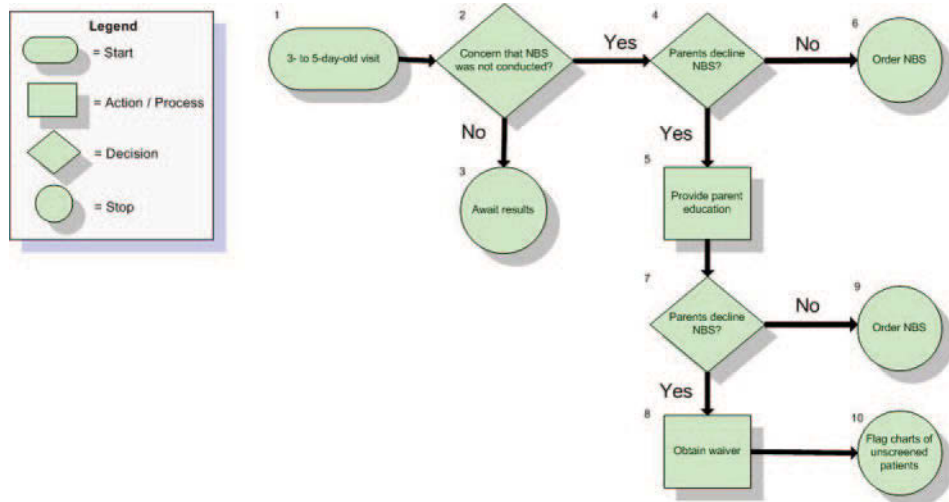 Legend
= Start
= Action / Process
= Decision
= Stop
1
3- to 5-day-old visit
2
Concern that NBS
was not conducted?
Yes
No
3
Await results
4
Parents decline
NBS?
No
Yes
6
Order NBS
5
Provide parent
education
7
Parents decline
NBS?
No
Yes
9
Order NBS
8
Obtain waiver
10
Flag charts of
unscreened
patients